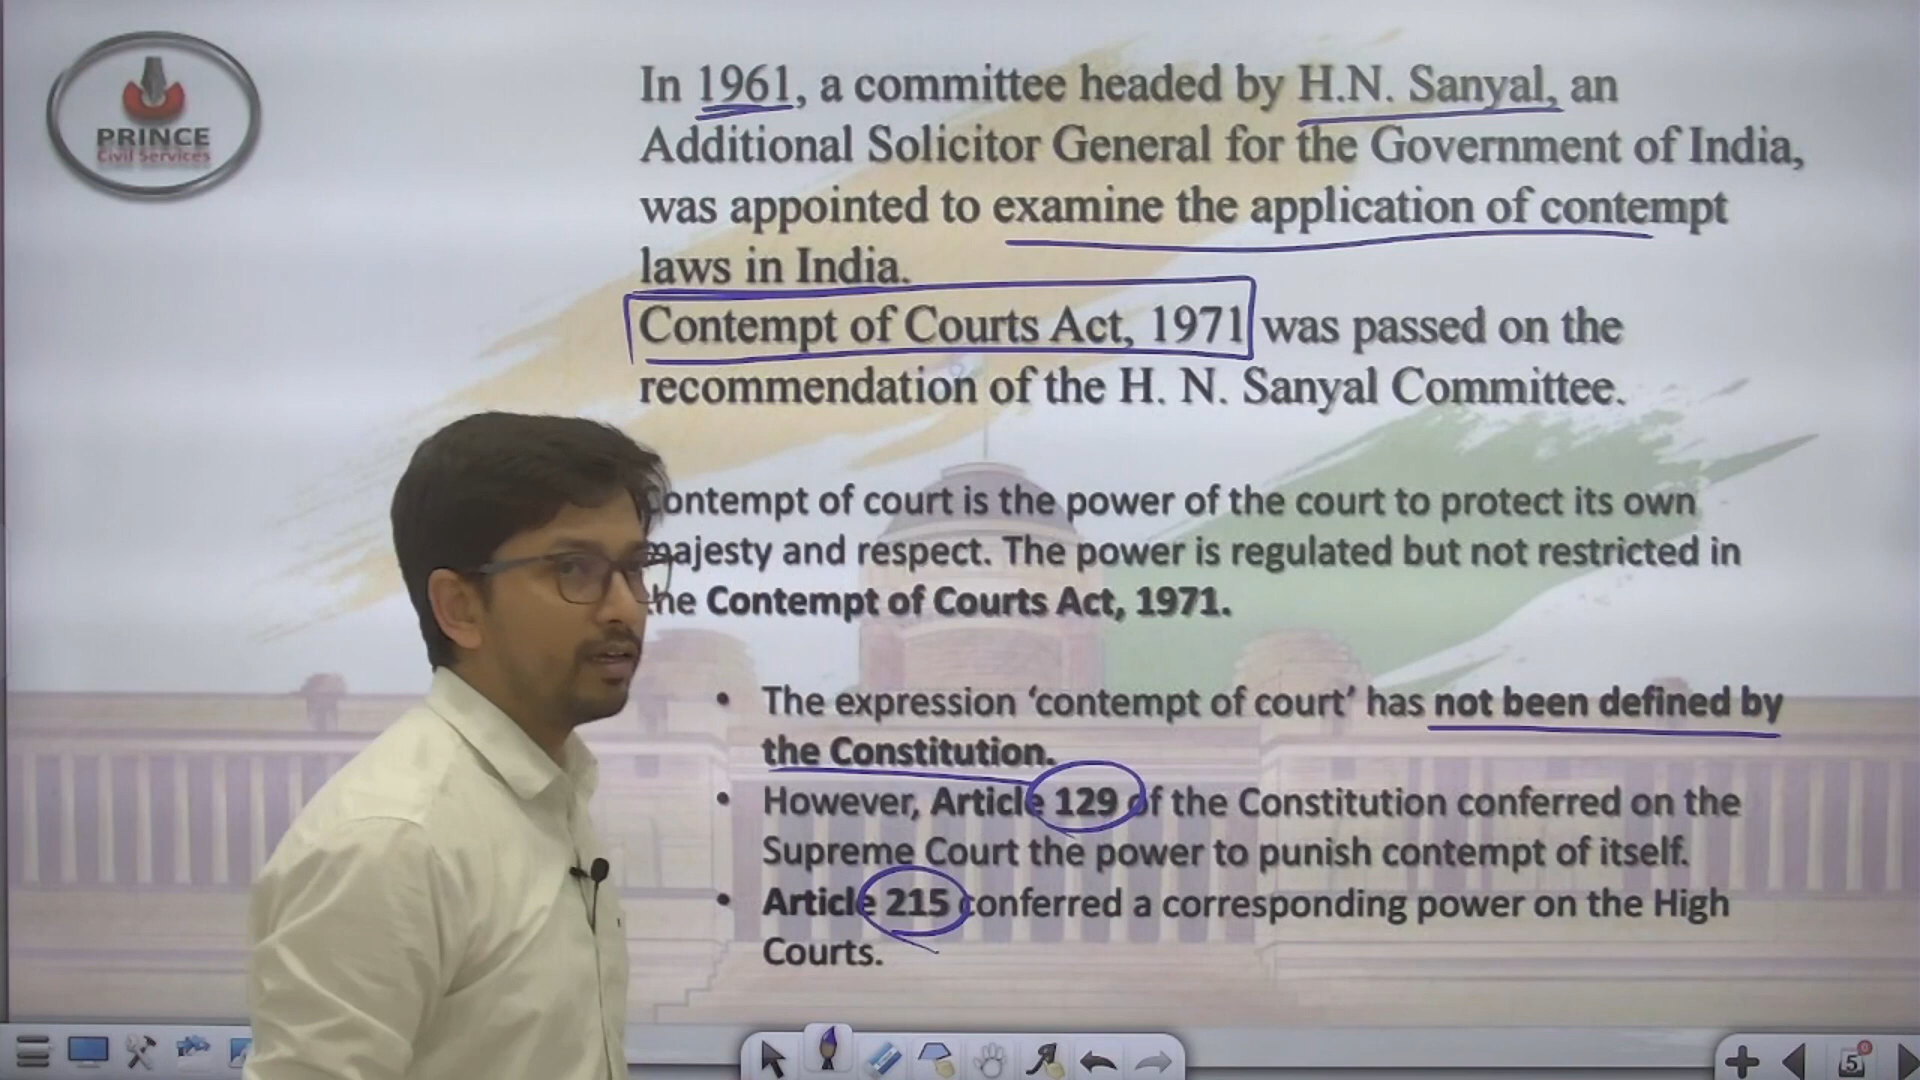 PRINCE
Civil Services
In 1961, a committee headed by H.N. Sanyal, an
Additional Solicitor General for the Government of India,
was appointed to examine the application of contempt
laws in India.
Contempt of Courts Act, 1971 was passed on the
recommendation of the H. N. Sanyal Committee.
Contempt of court is the power of the court to protect its own
majesty and respect. The power is regulated but not restricted in
the Contempt of Courts Act, 1971.
• The expression ‘contempt of court’ has not been defined by
the Constitution.
• However, Article 129 of the Constitution conferred on the
Supreme Court the power to punish contempt of itself.
• Article 215 conferred a corresponding power on the High
Courts.
5
0